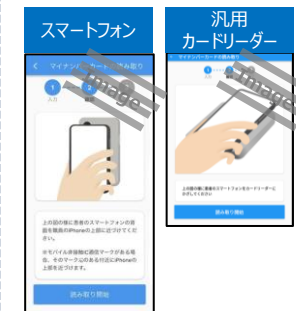 スマートフォン
汎用
カードリーダー
マイナンバーカードの読み取り
1
2
入力
Image
上の図の様に患者のスマートフォンの背
面を職員のiPhoneの上部に近づけてくだ
さい。
※モバイル非接触IC通信マークがある場
合、そのマーク山のある付近にiPhoneの
上部を近づけます。
読み取り開始
マイナンバーカードの読み取り
Image
上の図の様に患者のスマートフォンをカードリーダーに
かざしてください
読み取り開始